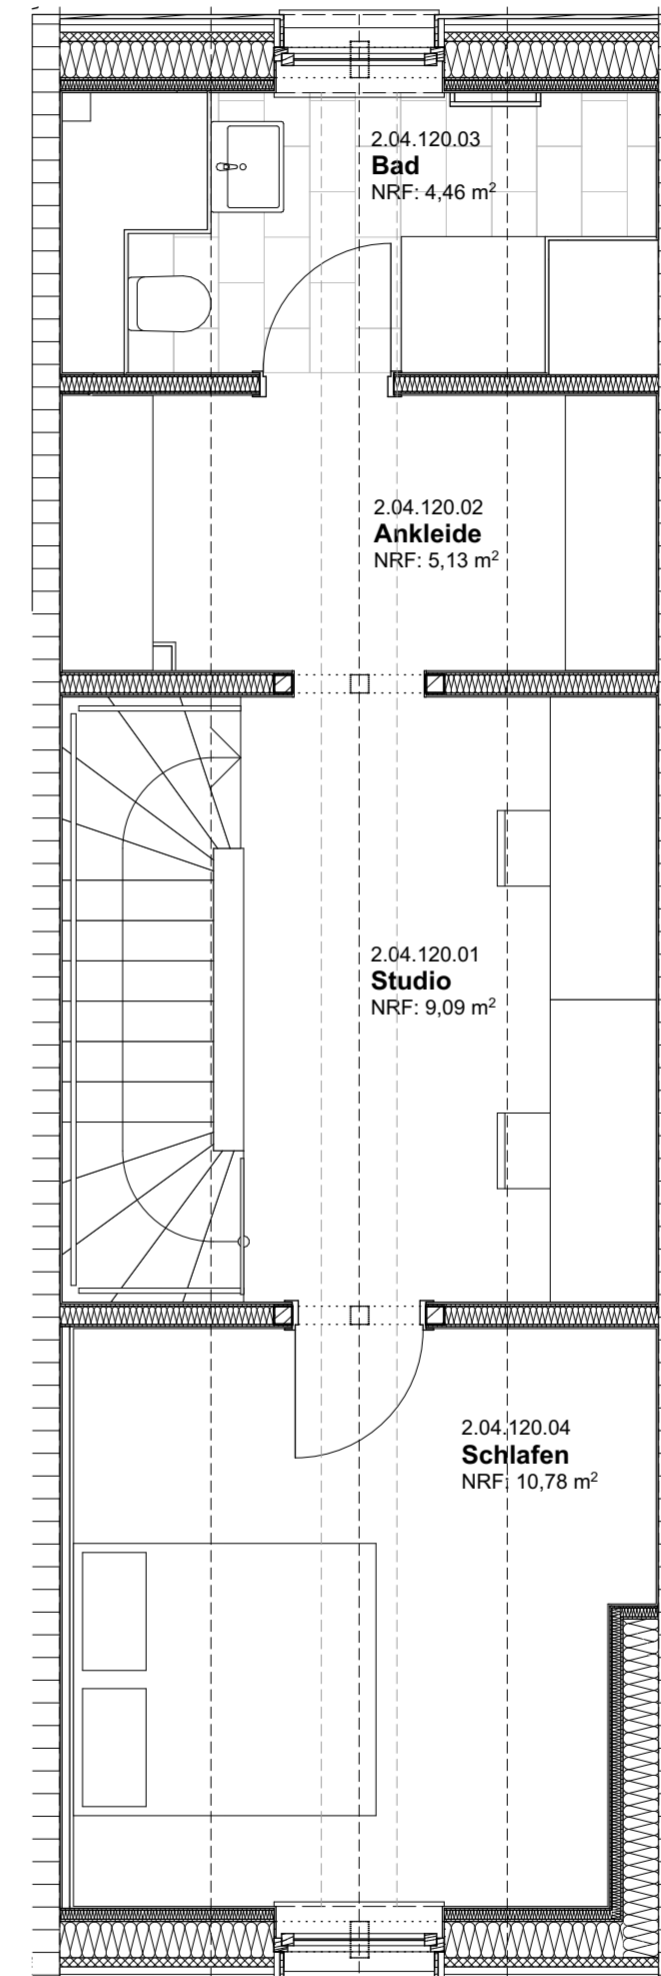 2.04.120.03
Bad
NRF: 4,46 m²
2.04.120.02
Ankleide
NRF: 5,13 m²
2.04.120.01
Studio
NRF: 9,09 m²
2.04.120.04
Schlafen
NRF: 10,78 m²